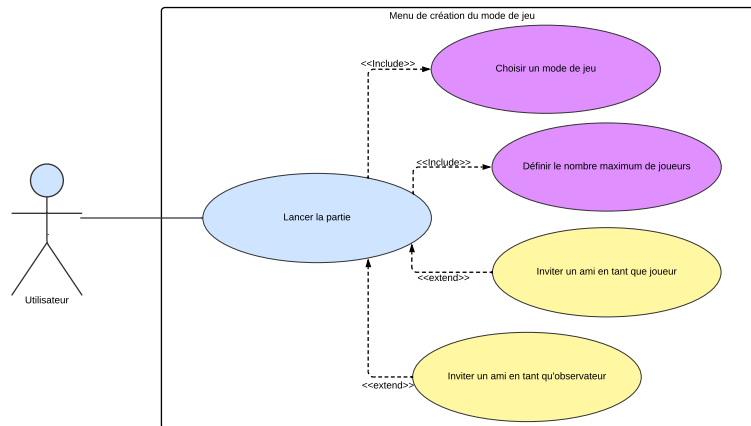 Menu de création du mode de jeu
<<Include>>
Choisir un mode de jeu
<<Include>>
Définir le nombre maximum de joueurs
Lancer la partie
Inviter un ami en tant que joueur
<<extend>>
Utilisateur
Inviter un ami en tant qu'observateur
<<extend>>